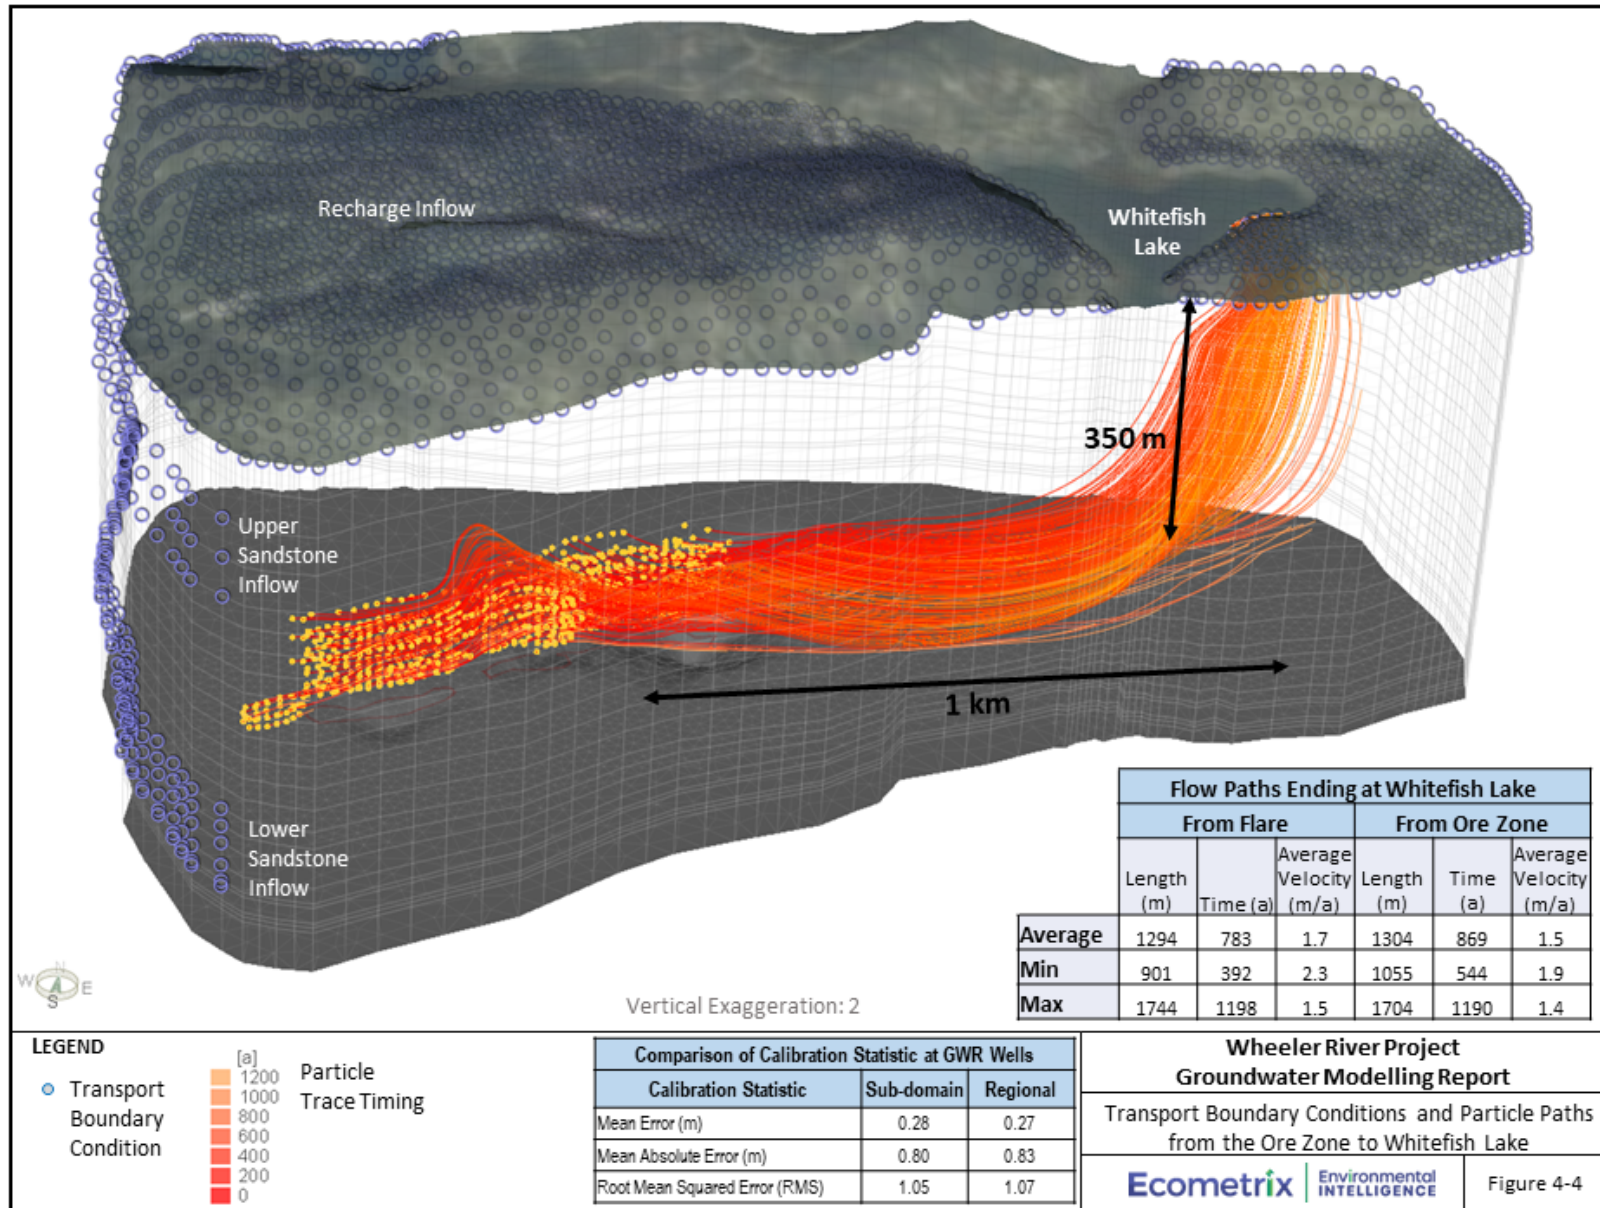 Recharge Inflow
Whitefish
Lake
350 m
Upper
Sandstone
Inflow
1 km
Lower
Sandstone
Inflow
N
W
E
S
Vertical Exaggeration: 2
Flow Paths Ending at Whitefish Lake
From Flare From Ore Zone
Length (m) Time (a) Average Velocity (m/a) Length (m) Time (a) Average Velocity (m/a)
Average 1294 783 1.7 1304 869 1.5
Min 901 392 2.3 1055 544 1.9
Max 1744 1198 1.5 1704 1190 1.4
LEGEND
Transport
Boundary
Condition
[a]
1200
1000
800
600
400
200
0
Particle
Trace Timing
Comparison of Calibration Statistic at GWR Wells
Calibration Statistic Sub-domain Regional
Mean Error (m) 0.28 0.27
Mean Absolute Error (m) 0.80 0.83
Root Mean Squared Error (RMS) 1.05 1.07
Wheeler River Project
Groundwater Modelling Report
Transport Boundary Conditions and Particle Paths
from the Ore Zone to Whitefish Lake
Ecometrix Environmental
INTELLIGENCE
Figure 4-4